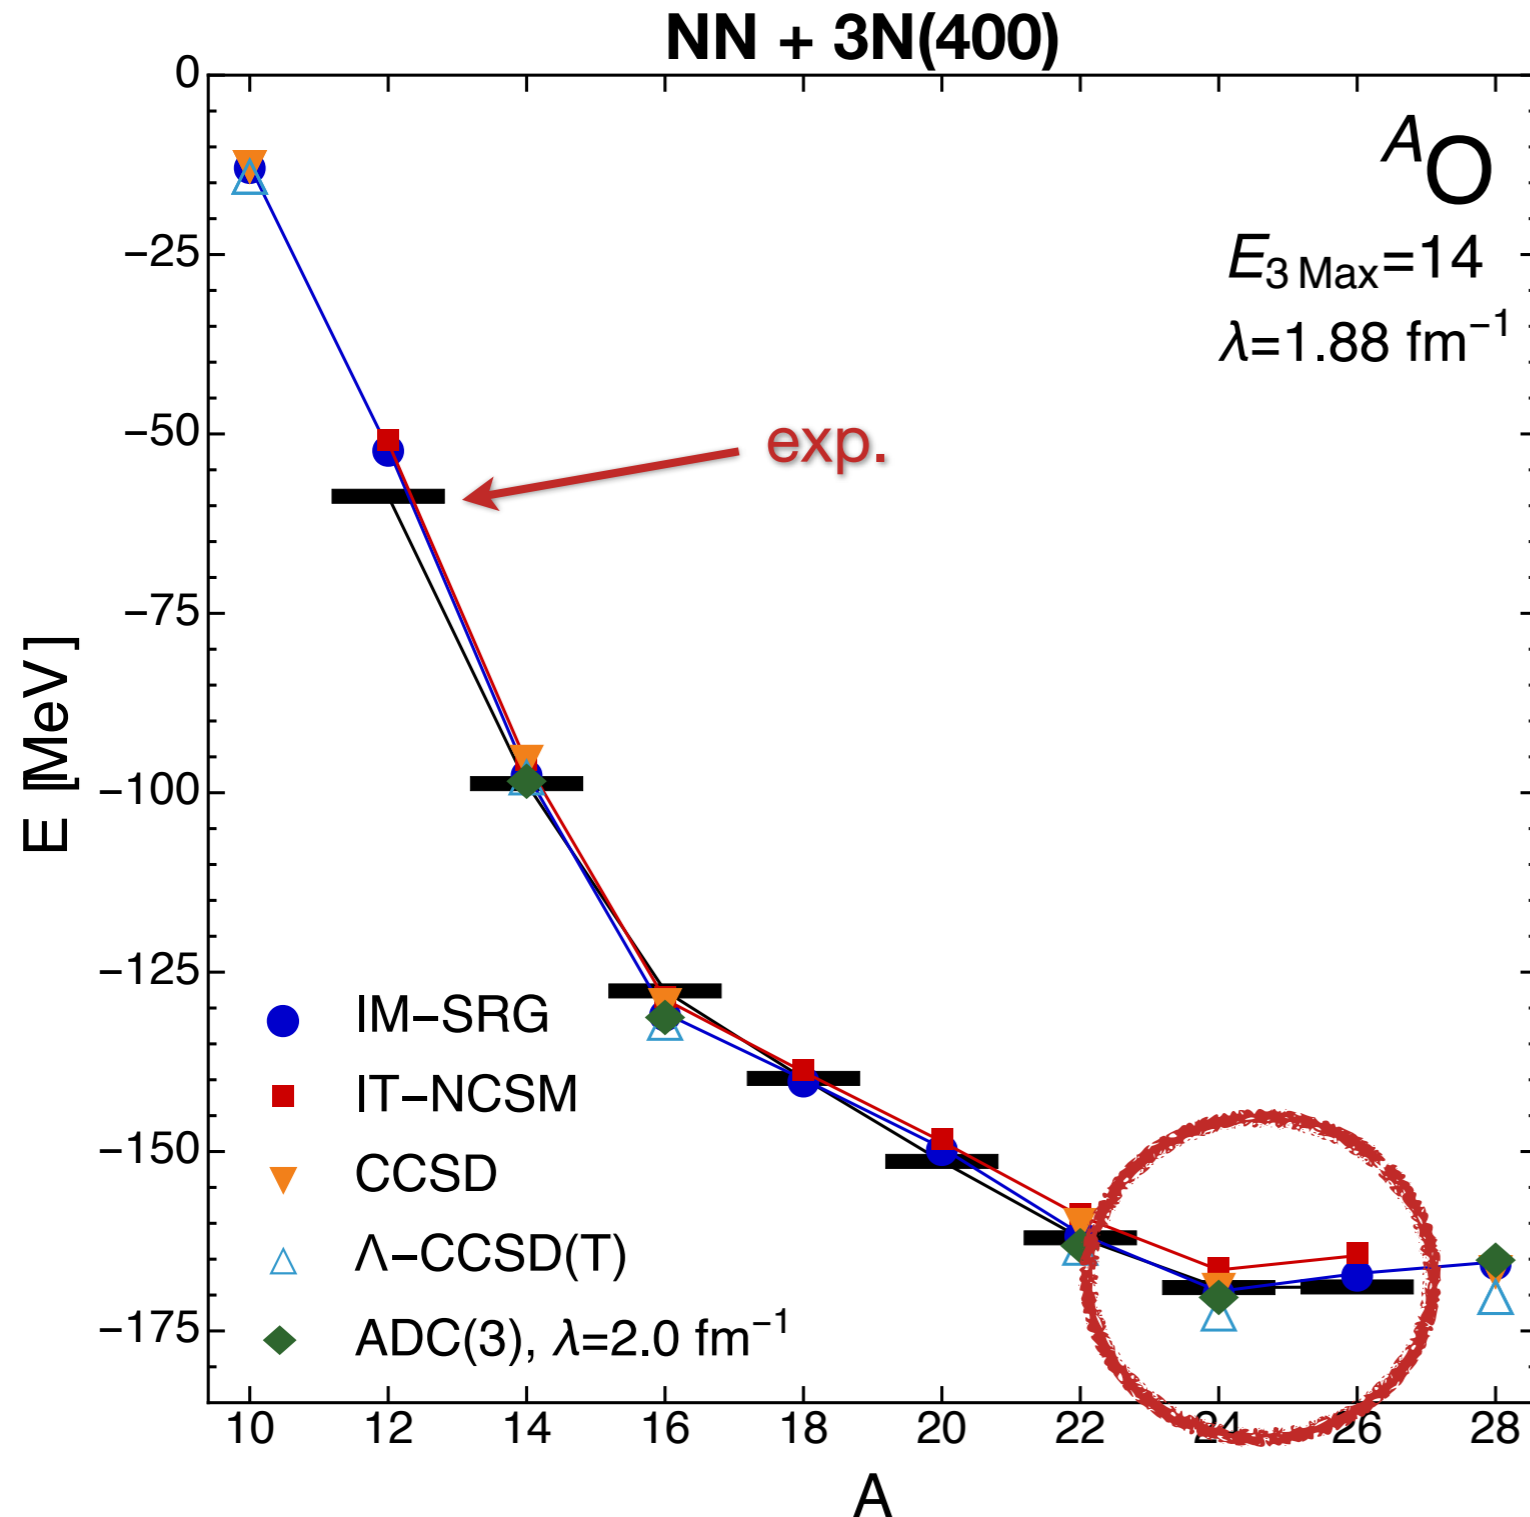 NN + 3N(400)
0
−25
−50
−75
−100
−125
−150
−175
E [MeV]
ᴬO
E₃ Max=14
λ=1.88 fm⁻¹
exp.
IM−SRG
IT−NCSM
CCSD
Λ−CCSD(T)
ADC(3), λ=2.0 fm⁻¹
10 12 14 16 18 20 22 24 26 28
A